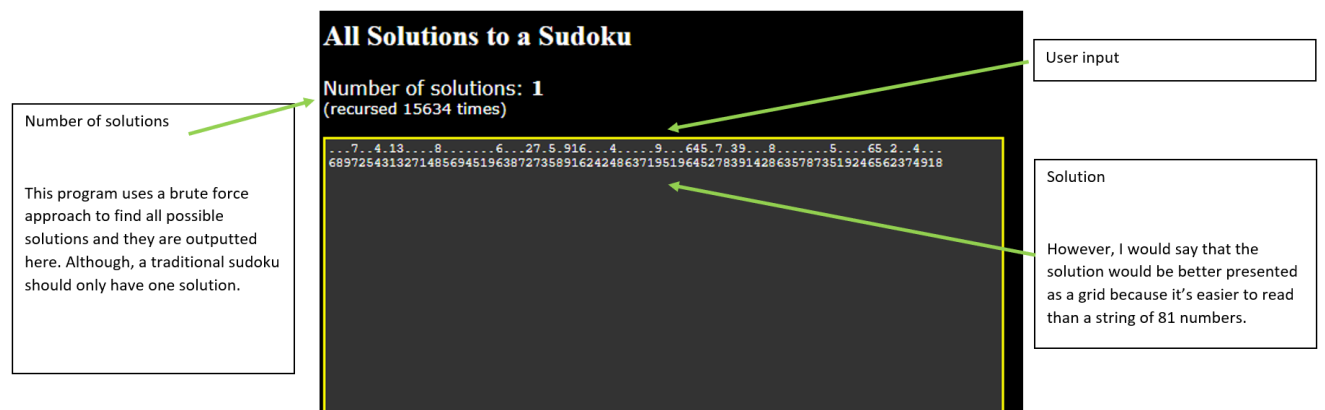 All Solutions to a Sudoku
Number of solutions: 1
(recursed 15634 times)
...7..4.13....8.......6...27.5.916...4.....9...645.7.39...8.......5....65.2..4...
689725431327148569451963872735891624248637195196452783914286357873519246562374918
Number of solutions
This program uses a brute force
approach to find all possible
solutions and they are outputted
here. Although, a traditional sudoku
should only have one solution.
User input
Solution
However, I would say that the
solution would be better presented
as a grid because it’s easier to read
than a string of 81 numbers.